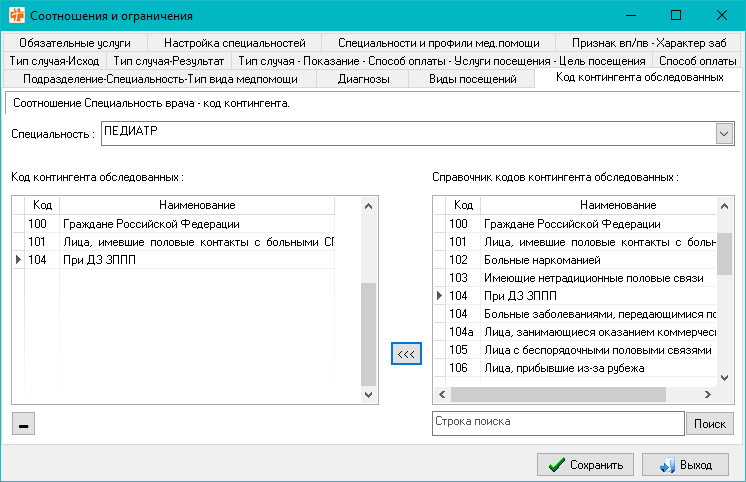 Соотношения и ограничения
Обязательные услуги
Настройка специальностей
Специальности и профили мед.помощи
Признак вп/пв - Характер заб
Тип случая-Исход
Тип случая-Результат
Тип случая - Показание - Способ оплаты - Услуги посещения - Цель посещения
Способ оплаты
Подразделение-Специальность-Тип вида медпомощи
Диагнозы
Виды посещений
Код контингента обследованных
Соотношение Специальность врача - код контингента.
Специальность :
ПЕДИАТР
Код контингента обследованных :
Код Наименование
100 Граждане Российской Федерации
101 Лица, имевшие половые контакты с больными СП
104 При ДЗ ЗППП
<<<
Справочник кодов контингента обследованных :
Код Наименование
100 Граждане Российской Федерации
101 Лица, имевшие половые контакты с больн
102 Больные наркоманией
103 Имеющие нетрадиционные половые связи
104 При ДЗ ЗППП
104 Больные заболеваниями, передающимися по
104а Лица, занимающиеся оказанием коммерчес
105 Лица с беспорядочными половыми связями
106 Лица, прибывшие из-за рубежа
Строка поиска
Поиск
Сохранить
Выход